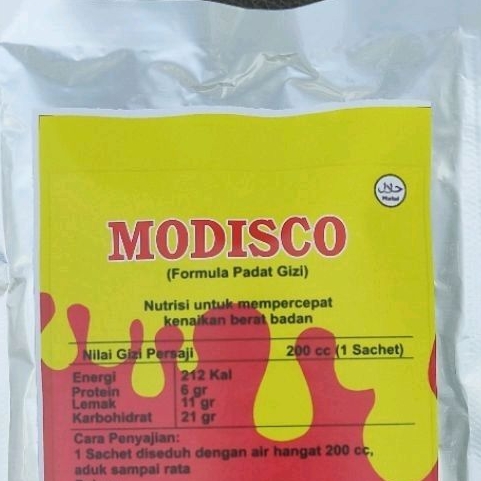 حلال
Halal
MODISCO
(Formula Padat Gizi)
Nutrisi untuk mempercepat
kenaikan berat badan
Nilai Gizi Persaji 200 cc (1 Sachet)
Energi 212 Kal
Protein 6 gr
Lemak 11 gr
Karbohidrat 21 gr
Cara Penyajian:
1 Sachet diseduh dengan air hangat 200 cc,
aduk sampai rata